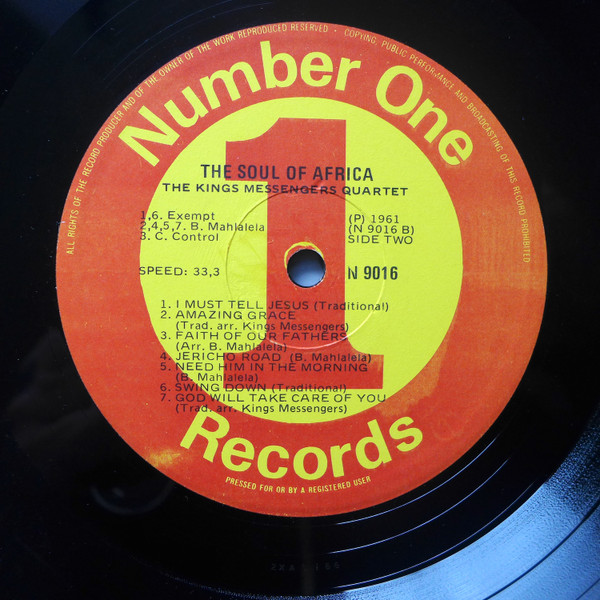 ALL RIGHTS OF THE RECORD PRODUCER AND OF THE OWNER OF THE WORK REPRODUCED RESERVED · COPYING, PUBLIC PERFORMANCE AND BROADCASTING OF THIS RECORD PROHIBITED
Number One
1
THE SOUL OF AFRICA
THE KINGS MESSENGERS QUARTET
1,6. Exempt (P) 1961
2,4,5,7. B. Mahlalela (N 9016 B)
3. C. Control SIDE TWO
SPEED: 33,3 N 9016
1. I MUST TELL JESUS (Traditional)
2. AMAZING GRACE
(Trad. arr. Kings Messengers)
3. FAITH OF OUR FATHERS
(Arr. B. Mahlalela)
4. JERICHO ROAD (B. Mahlalela)
5. NEED HIM IN THE MORNING
(B. Mahlalela)
6. SWING DOWN (Traditional)
7. GOD WILL TAKE CARE OF YOU
(Trad. arr. Kings Messengers)
Records
PRESSED FOR OR BY A REGISTERED USER